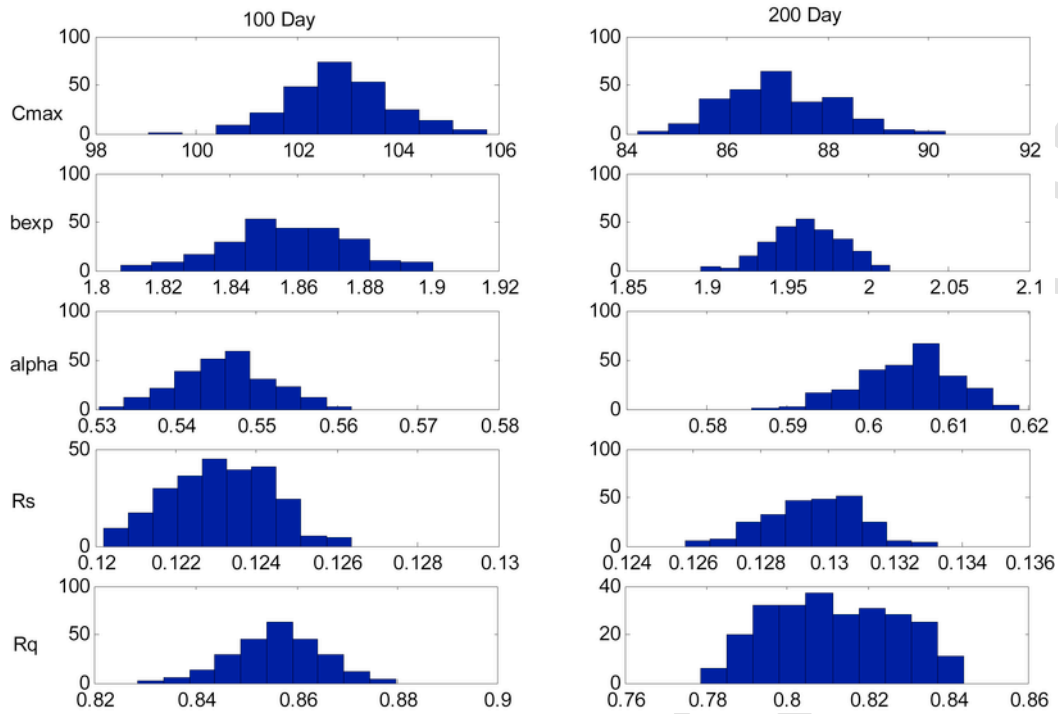 100 Day 200 Day
100 100
50 50
Cmax
0 0
98 100 102 104 106 84 86 88 90 92
100 100
bexp 50 50
0 0
1.8 1.82 1.84 1.86 1.88 1.9 1.92 1.85 1.9 1.95 2 2.05 2.1
100 100
alpha 50 50
0 0
0.53 0.54 0.55 0.56 0.57 0.58 0.58 0.59 0.6 0.61 0.62
50 100
Rs 50
0 0
0.12 0.122 0.124 0.126 0.128 0.13 0.124 0.126 0.128 0.13 0.132 0.134 0.136
100 40
Rq 50 20
0 0
0.82 0.84 0.86 0.88 0.9 0.76 0.78 0.8 0.82 0.84 0.86